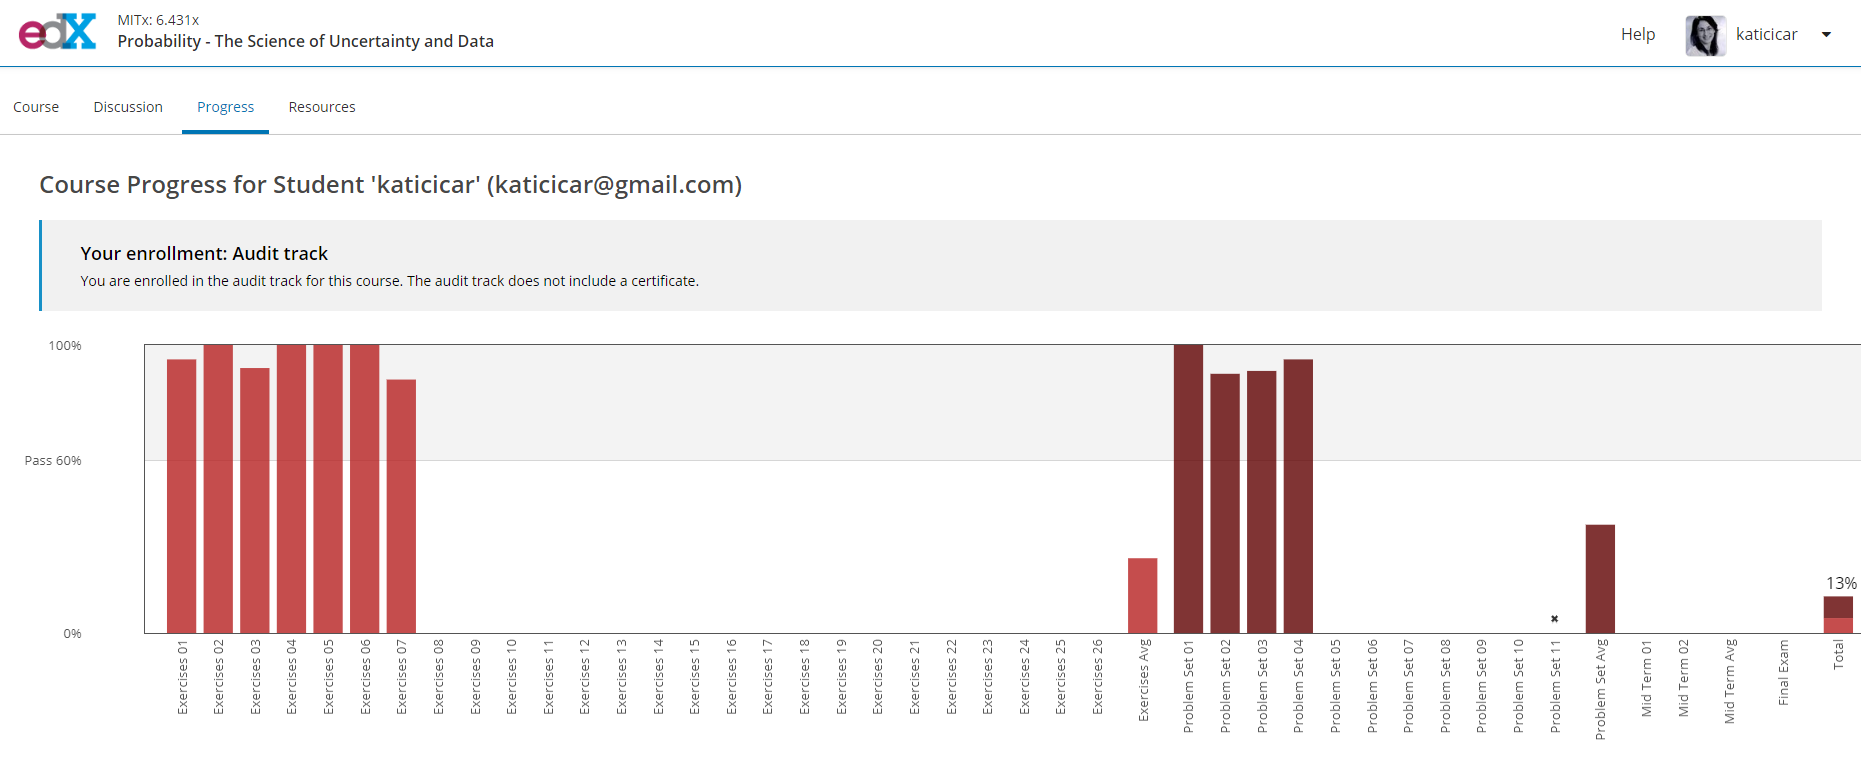 edX
MITx: 6.431x
Probability - The Science of Uncertainty and Data
Help
katicicar
Course
Discussion
Progress
Resources
Course Progress for Student 'katicicar' (katicicar@gmail.com)
Your enrollment: Audit track
You are enrolled in the audit track for this course. The audit track does not include a certificate.
100%
Pass 60%
0%
13%
Exercises 01
Exercises 02
Exercises 03
Exercises 04
Exercises 05
Exercises 06
Exercises 07
Exercises 08
Exercises 09
Exercises 10
Exercises 11
Exercises 12
Exercises 13
Exercises 14
Exercises 15
Exercises 16
Exercises 17
Exercises 18
Exercises 19
Exercises 20
Exercises 21
Exercises 22
Exercises 23
Exercises 24
Exercises 25
Exercises 26
Exercises Avg
Problem Set 01
Problem Set 02
Problem Set 03
Problem Set 04
Problem Set 05
Problem Set 06
Problem Set 07
Problem Set 08
Problem Set 09
Problem Set 10
Problem Set 11
Problem Set Avg
Mid Term 01
Mid Term 02
Mid Term Avg
Final Exam
Total